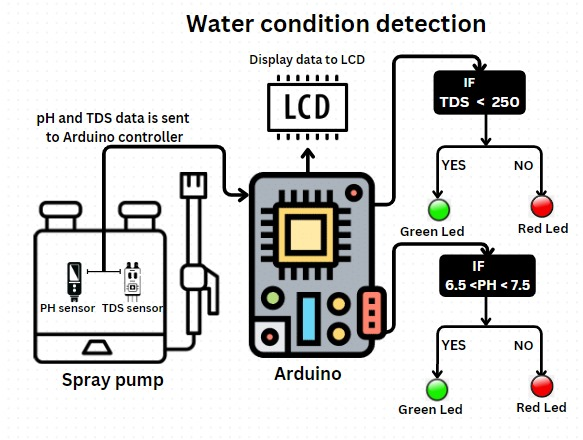 Water condition detection
Display data to LCD
LCD
pH and TDS data is sent
to Arduino controller
IF
TDS < 250
YES
NO
Green Led
Red Led
PH sensor
TDS sensor
Spray pump
Arduino
IF
6.5 <PH < 7.5
YES
NO
Green Led
Red Led